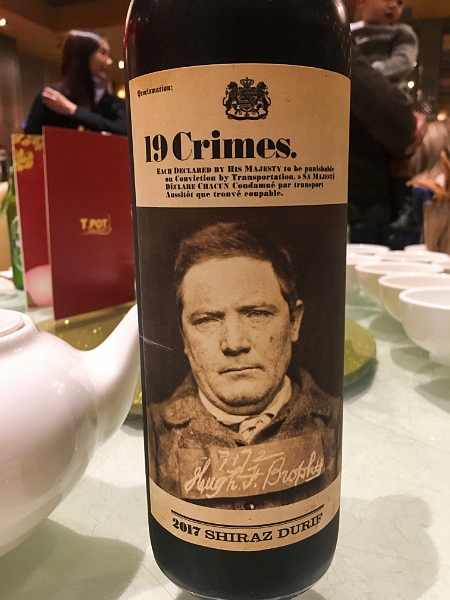 Proclamation:
19 Crimes.
EACH DECLARED BY HIS MAJESTY to be punishable
on Conviction by Transportation. & SA MAJESTÉ
DÉCLARE CHACUN Condamné par transport
Aussitôt que trouvé coupable.
T.POT
7472
Hugh F. Brophy
2017 SHIRAZ DURIF